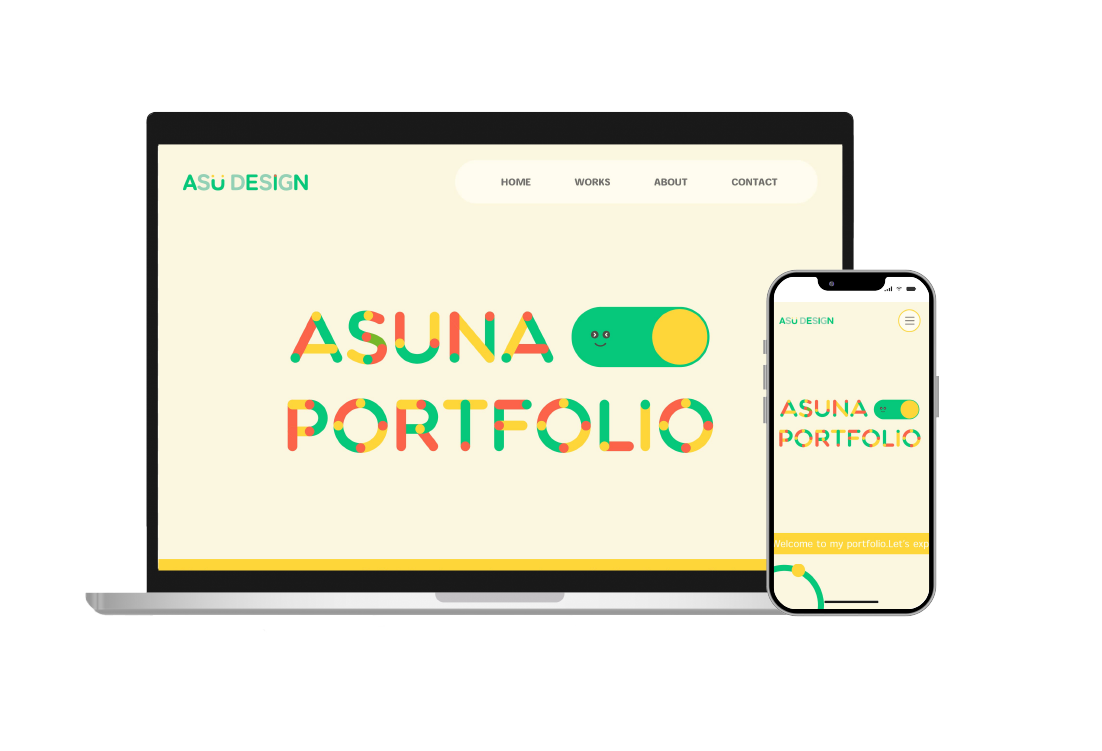 ASU DESIGN
HOME WORKS ABOUT CONTACT
ASUNA
PORTFOLIO
ASU DESIGN
ASUNA
PORTFOLIO
Welcome to my portfolio.Let's exp